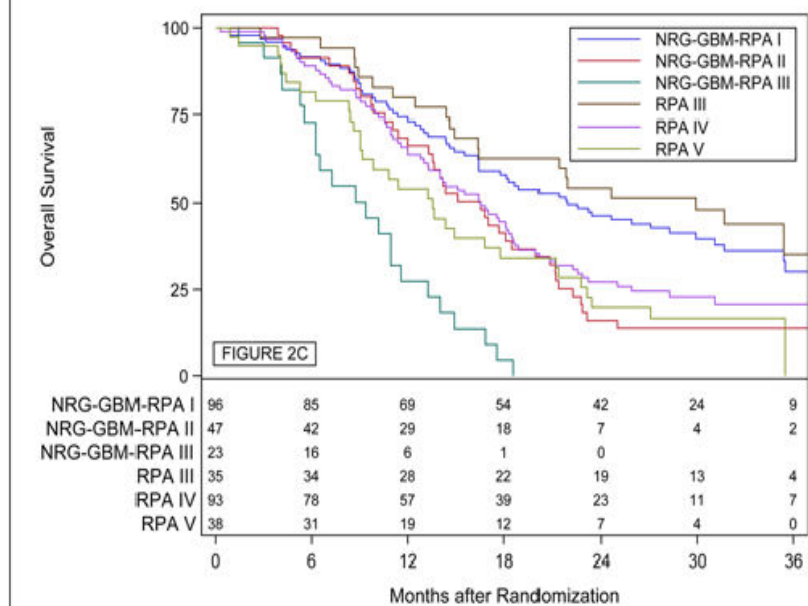 100
75
50
25
0
Overall Survival
NRG-GBM-RPA I
NRG-GBM-RPA II
NRG-GBM-RPA III
RPA III
RPA IV
RPA V
FIGURE 2C
NRG-GBM-RPA I 96 85 69 54 42 24 9
NRG-GBM-RPA II 47 42 29 18 7 4 2
NRG-GBM-RPA III 23 16 6 1 0
RPA III 35 34 28 22 19 13 4
RPA IV 93 78 57 39 23 11 7
RPA V 38 31 19 12 7 4 0
0 6 12 18 24 30 36
Months after Randomization